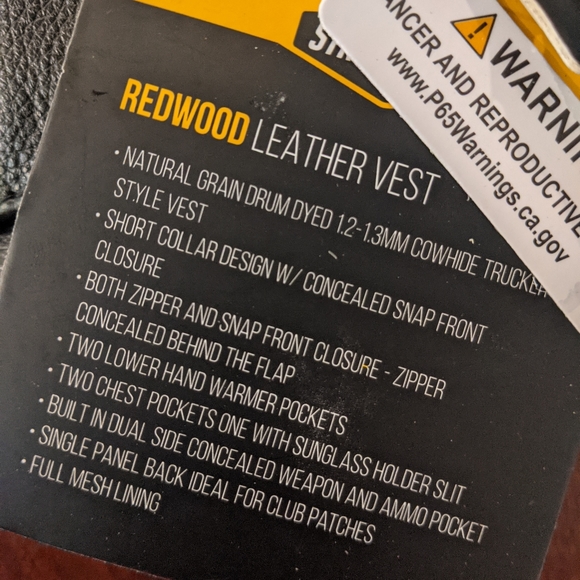 REDWOOD LEATHER VEST
• NATURAL GRAIN DRUM DYED 1.2-1.3MM COWHIDE TRUCKER
STYLE VEST
• SHORT COLLAR DESIGN W/ CONCEALED SNAP FRONT
CLOSURE
• BOTH ZIPPER AND SNAP FRONT CLOSURE - ZIPPER
CONCEALED BEHIND THE FLAP
• TWO LOWER HAND WARMER POCKETS
• TWO CHEST POCKETS ONE WITH SUNGLASS HOLDER SLIT
• BUILT IN DUAL SIDE CONCEALED WEAPON AND AMMO POCKET
• SINGLE PANEL BACK IDEAL FOR CLUB PATCHES
• FULL MESH LINING
AND REPRODUCTIVE
www.P65Warnings.ca.gov